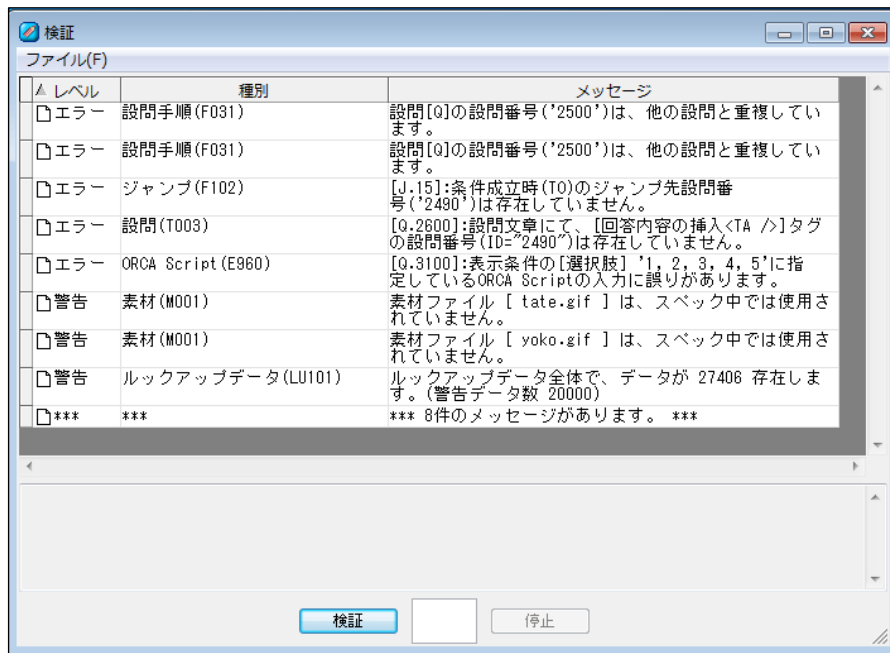 検証
ファイル(F)
レベル 種別 メッセージ
エラー 設問手順(F031) 設問[Q]の設問番号('2500')は、他の設問と重複してい
ます。
エラー 設問手順(F031) 設問[Q]の設問番号('2500')は、他の設問と重複してい
ます。
エラー ジャンプ(F102) [J.15]:条件成立時(TO)のジャンプ先設問番
号('2490')は存在していません。
エラー 設問(T003) [Q.2600]:設問文章にて、[回答内容の挿入<TA />]タグ
の設問番号(ID="2490")は存在していません。
エラー ORCA Script(E960) [Q.3100]:表示条件の[選択肢] '1, 2, 3, 4, 5'に指
定しているORCA Scriptの入力に誤りがあります。
警告 素材(M001) 素材ファイル [ tate.gif ] は、スペック中では使用さ
れていません。
警告 素材(M001) 素材ファイル [ yoko.gif ] は、スペック中では使用さ
れていません。
警告 ルックアップデータ(LU101) ルックアップデータ全体で、データが 27406 存在しま
す。(警告データ数 20000)
*** *** *** 8件のメッセージがあります。 ***
検証 停止